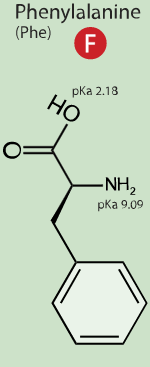 Phenylalanine
(Phe)
F
pKa 2.18
HO
O
NH₂
pKa 9.09